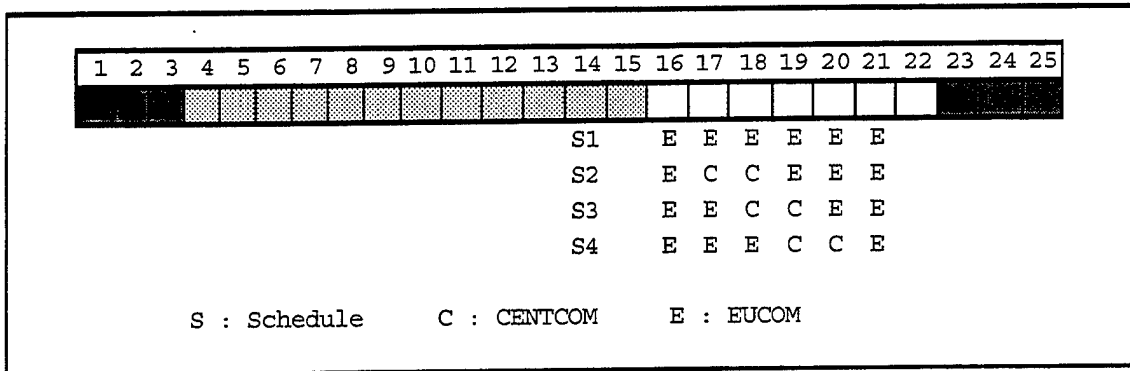 1 2 3 4 5 6 7 8 9 10 11 12 13 14 15 16 17 18 19 20 21 22 23 24 25
S1 E E E E E E
S2 E C C E E E
S3 E E C C E E
S4 E E E C C E
S : Schedule C : CENTCOM E : EUCOM